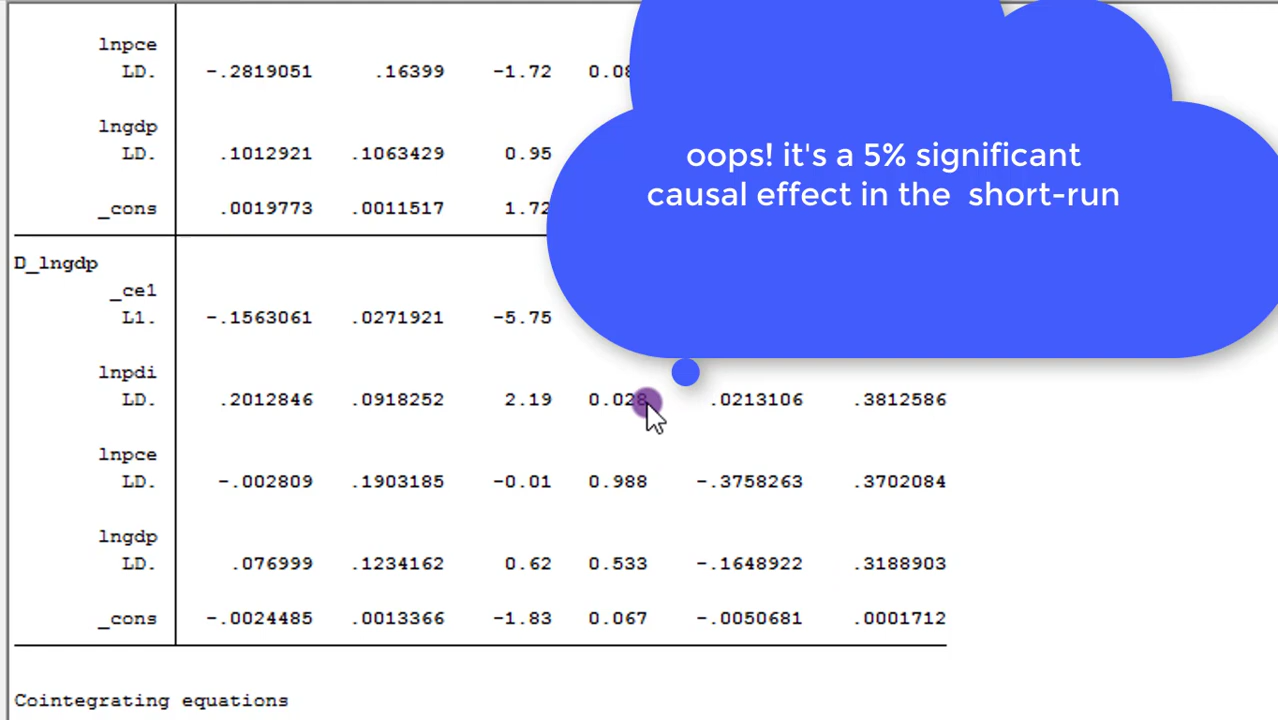 lnpce
LD. -.2819051 .16399 -1.72 0.08
lngdp
LD. .1012921 .1063429 0.95
_cons .0019773 .0011517 1.72
oops! it's a 5% significant
causal effect in the short-run
D_lngdp
_ce1
L1. -.1563061 .0271921 -5.75
lnpdi
LD. .2012846 .0918252 2.19 0.028 .0213106 .3812586
lnpce
LD. -.002809 .1903185 -0.01 0.988 -.3758263 .3702084
lngdp
LD. .076999 .1234162 0.62 0.533 -.1648922 .3188903
_cons -.0024485 .0013366 -1.83 0.067 -.0050681 .0001712
Cointegrating equations